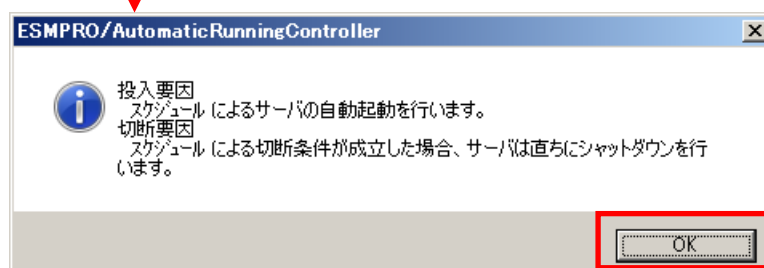 ESMPRO/AutomaticRunningController
投入要因
スケジュール によるサーバの自動起動を行います。
切断要因
スケジュール による切断条件が成立した場合、サーバは直ちにシャットダウンを行
います。
OK